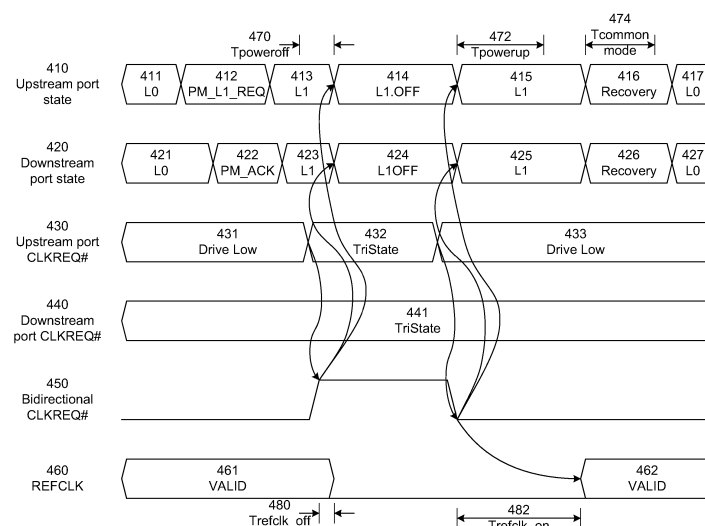 470
Tpoweroff
472
Tpowerup
474
Tcommon
mode
410
Upstream port
state
411
L0
412
PM_L1_REQ
413
L1
414
L1.OFF
415
L1
416
Recovery
417
L0
420
Downstream
port state
421
L0
422
PM_ACK
423
L1
424
L1OFF
425
L1
426
Recovery
427
L0
430
Upstream port
CLKREQ#
431
Drive Low
432
TriState
433
Drive Low
440
Downstream
port CLKREQ#
441
TriState
450
Bidirectional
CLKREQ#
460
REFCLK
461
VALID
462
VALID
480
Trefclk_off
482
Trefclk_on